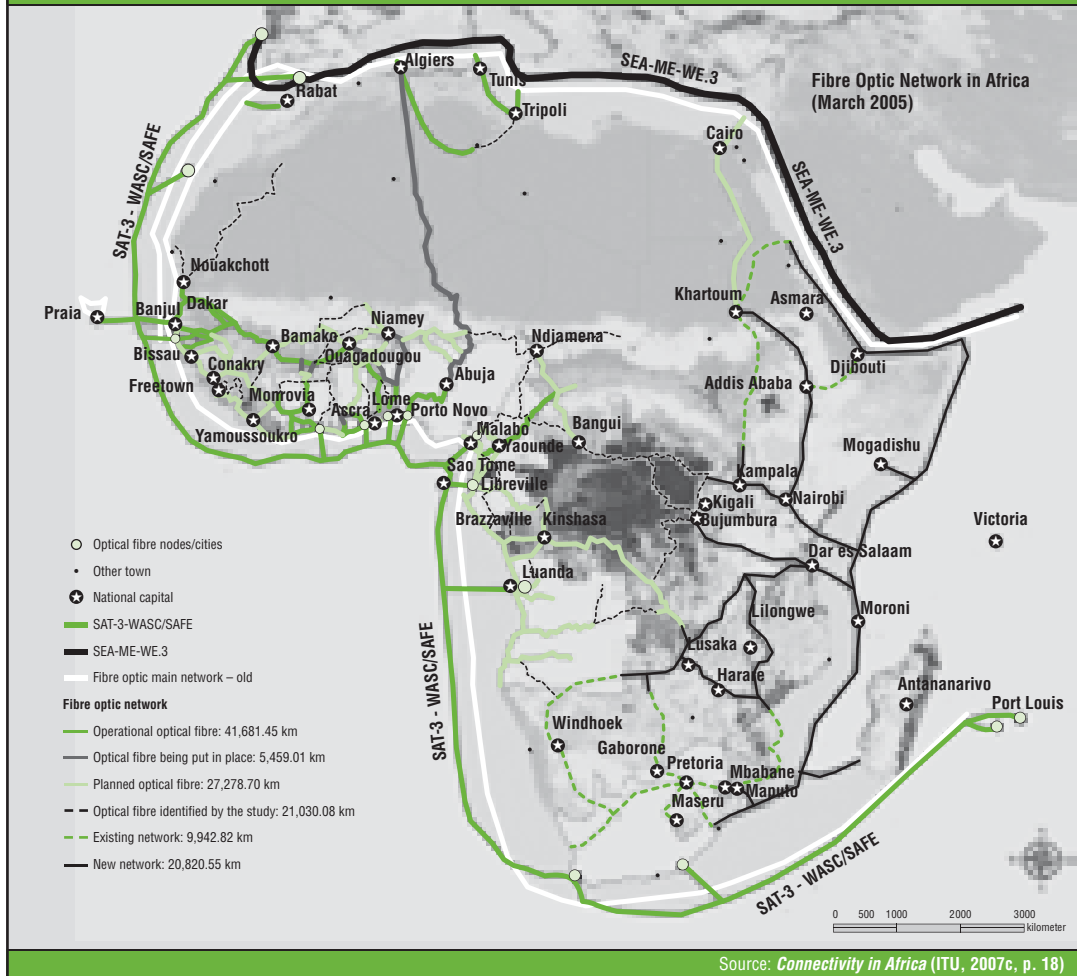 Fibre Optic Network in Africa
(March 2005)
SEA-ME-WE.3
SEA-ME-WE.3
SAT-3 - WASC/SAFE
SAT-3 - WASC/SAFE
SAT-3 - WASC/SAFE
Algiers
Tunis
Rabat
Tripoli
Cairo
Nouakchott
Praia
Banjul
Dakar
Bissau
Bamako
Niamey
Ouagadougou
Conakry
Freetown
Monrovia
Yamoussoukro
Ascra
Lome
Porto Novo
Abuja
Ndjamena
Khartoum
Asmara
Djibouti
Addis Ababa
Malabo
Yaounde
Bangui
Sao Tome
Libreville
Mogadishu
Kampala
Nairobi
Kigali
Bujumbura
Victoria
Brazzaville
Kinshasa
Dar es Salaam
Luanda
Lilongwe
Moroni
Lusaka
Harare
Antananarivo
Port Louis
Windhoek
Gaborone
Pretoria
Mbabane
Maputo
Maseru
Optical fibre nodes/cities
Other town
National capital
SAT-3-WASC/SAFE
SEA-ME-WE.3
Fibre optic main network – old
Fibre optic network
Operational optical fibre: 41,681.45 km
Optical fibre being put in place: 5,459.01 km
Planned optical fibre: 27,278.70 km
Optical fibre identified by the study: 21,030.08 km
Existing network: 9,942.82 km
New network: 20,820.55 km
0 500 1000 2000 3000
kilometer
Source: Connectivity in Africa (ITU, 2007c, p. 18)